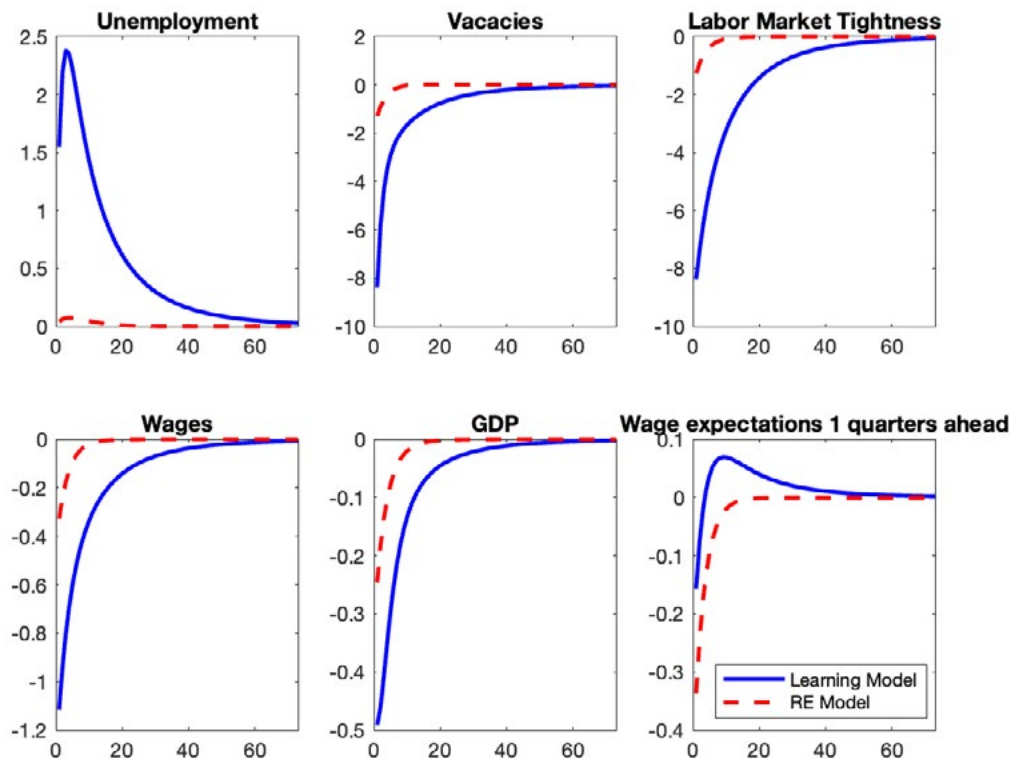 Unemployment
2.5
2
1.5
1
0.5
0
0 20 40 60
Vacacies
2
0
-2
-4
-6
-8
-10
0 20 40 60
Labor Market Tightness
0
-2
-4
-6
-8
-10
0 20 40 60
Wages
0
-0.2
-0.4
-0.6
-0.8
-1
-1.2
0 20 40 60
GDP
0
-0.1
-0.2
-0.3
-0.4
-0.5
0 20 40 60
Wage expectations 1 quarters ahead
0.1
0
-0.1
-0.2
-0.3
-0.4
0 20 40 60
Learning Model
RE Model